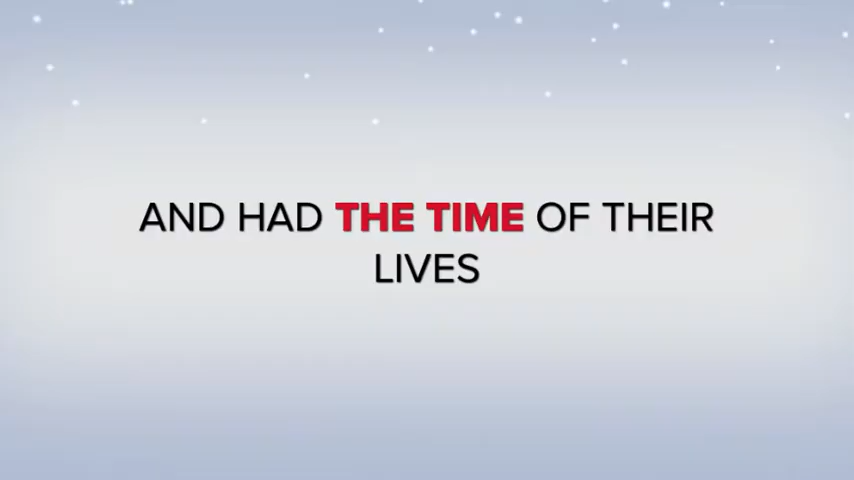 AND HAD THE TIME OF THEIR
LIVES